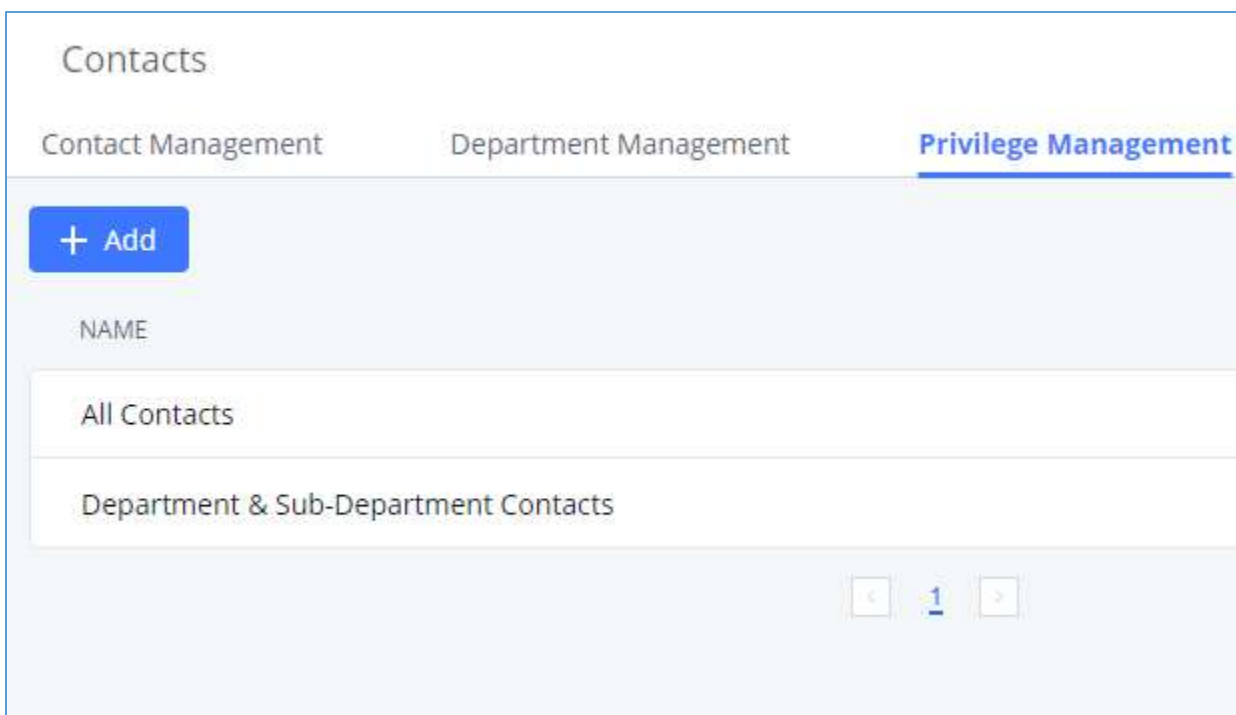 Contacts
Contact Management Department Management Privilege Management
+ Add
NAME
All Contacts
Department & Sub-Department Contacts
< 1 >